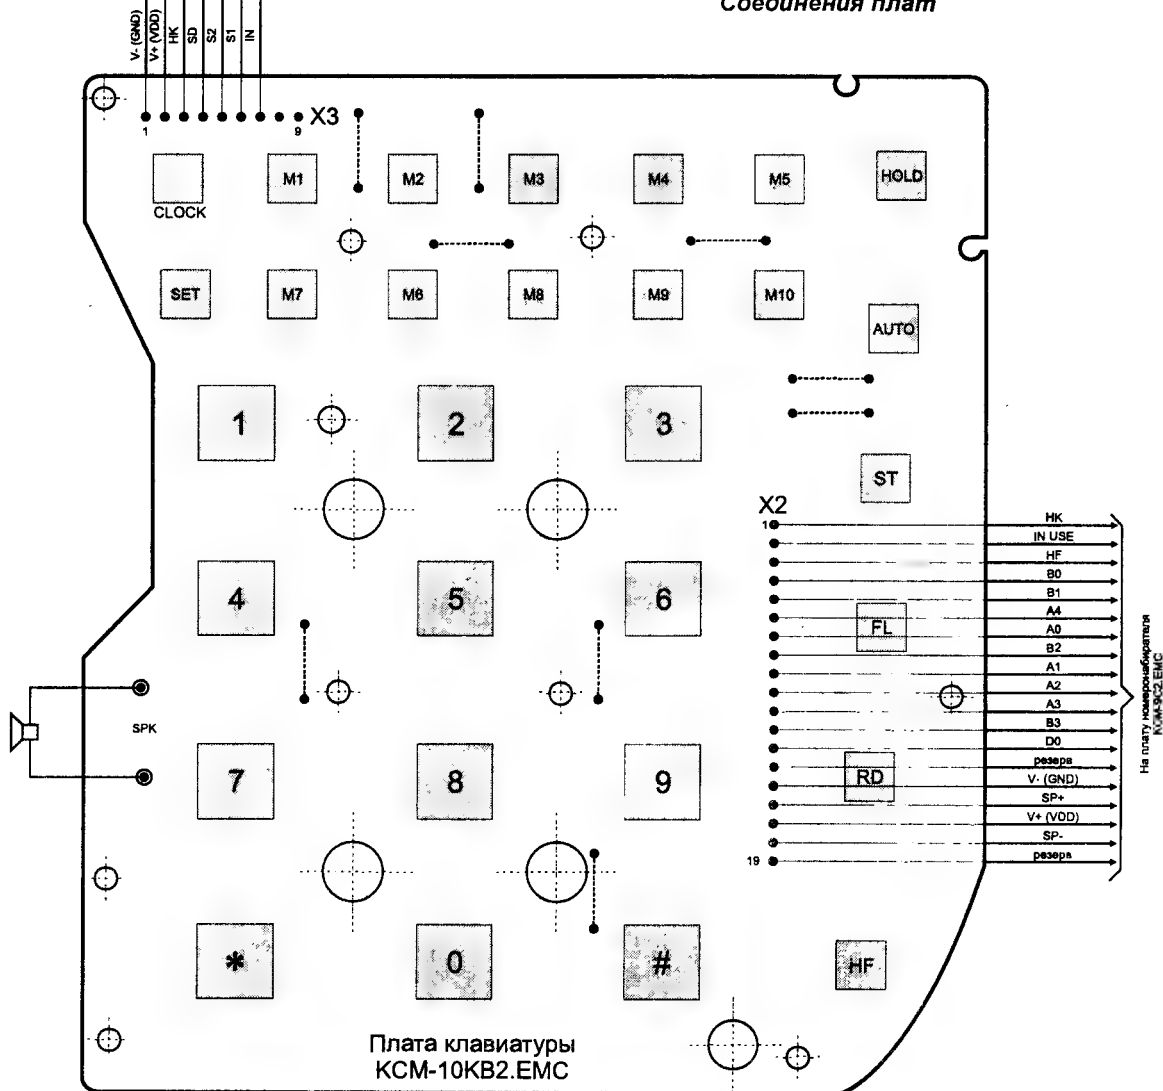 Соединения плат
V- (GND)
V+ (VDD)
HK
SD
S2
S1
IN
1
9
X3
CLOCK
M1
M2
M3
M4
M5
HOLD
SET
M7
M6
M8
M9
M10
AUTO
1
2
3
ST
X2
1
HK
IN USE
HF
B0
B1
A4
A0
B2
A1
A2
A3
B3
D0
резерв
V- (GND)
SP+
V+ (VDD)
SP-
резерв
19
На плату номеронабирателя
KCM-9C2.EMC
4
5
6
FL
SPK
7
8
9
RD
*
0
#
HF
Плата клавиатуры
KCM-10KB2.EMC